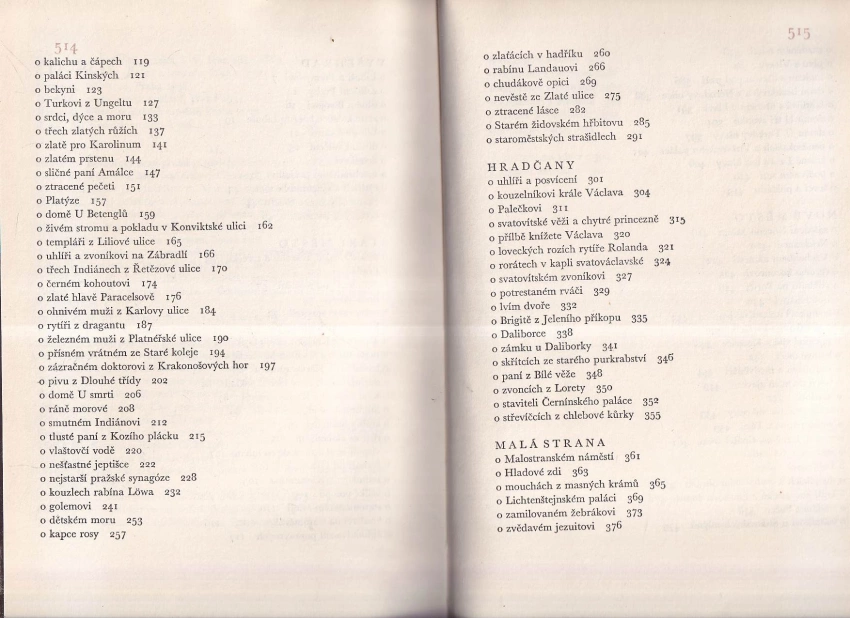 514
o kalichu a čápech 119
o paláci Kinských 121
o bekyni 123
o Turkovi z Ungeltu 127
o srdci, dýce a moru 133
o třech zlatých růžích 137
o zlatě pro Karolinum 141
o zlatém prstenu 144
o sličné paní Amálce 147
o ztracené pečeti 151
o Platýze 157
o domě U Betenglů 159
o živém stromu a pokladu v Konviktské ulici 162
o templáři z Liliové ulice 165
o uhlíři a zvoníkovi na Zábradlí 166
o třech Indiánech z Řetězové ulice 170
o černém kohoutovi 174
o zlaté hlavě Paracelsově 176
o ohnivém muži z Karlovy ulice 184
o rytíři z dragantu 187
o železném muži z Platnéřské ulice 190
o přísném vrátném ze Staré koleje 194
o zázračném doktorovi z Krakonošových hor 197
o pivu z Dlouhé třídy 202
o domě U smrti 206
o ráně morové 208
o smutném Indiánovi 212
o tlusté paní z Kozího plácku 215
o vlaštovčí vodě 220
o nešťastné jeptišce 222
o nejstarší pražské synagóze 228
o kouzlech rabína Löwa 232
o golemovi 241
o dětském moru 253
o kapce rosy 257
515
o zlaťácích v hadříku 260
o rabínu Landauovi 266
o chudákově opici 269
o nevěstě ze Zlaté ulice 275
o ztracené lásce 282
o Starém židovském hřbitovu 285
o staroměstských strašidlech 291
HRADČANY
o uhlíři a posvícení 301
o kouzelníkovi krále Václava 304
o Palečkovi 311
o svatovítské věži a chytré princezně 315
o přílbě knížete Václava 320
o loveckých rozích rytíře Rolanda 321
o rorátech v kapli svatováclavské 324
o svatovítském zvoníkovi 327
o potrestaném rváči 329
o lvím dvoře 332
o Brigitě z Jeleního příkopu 335
o Daliborce 338
o zámku u Daliborky 341
o skřítcích ze starého purkrabství 346
o paní z Bílé věže 348
o zvoncích z Lorety 350
o staviteli Černínského paláce 352
o střevíčcích z chlebové kůrky 355
MALÁ STRANA
o Malostranském náměstí 361
o Hladové zdi 363
o mouchách z masných krámů 365
o Lichtenštejnském paláci 369
o zamilovaném žebrákovi 373
o zvědavém jezuitovi 376